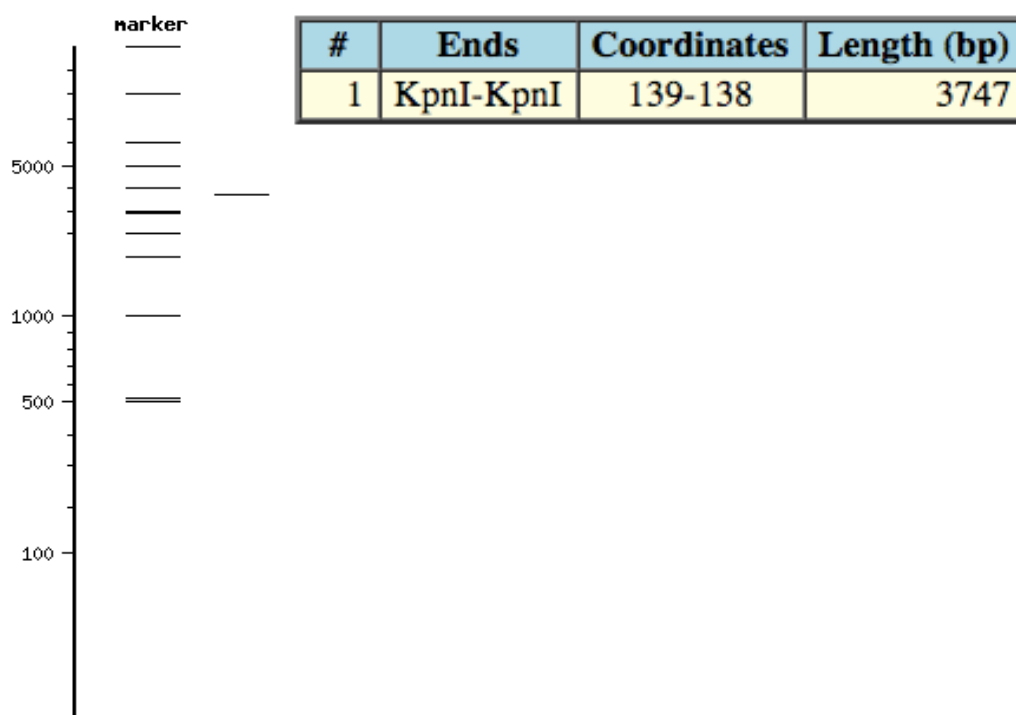 marker
# Ends Coordinates Length (bp)
1 KpnI-KpnI 139-138 3747
5000
1000
500
100